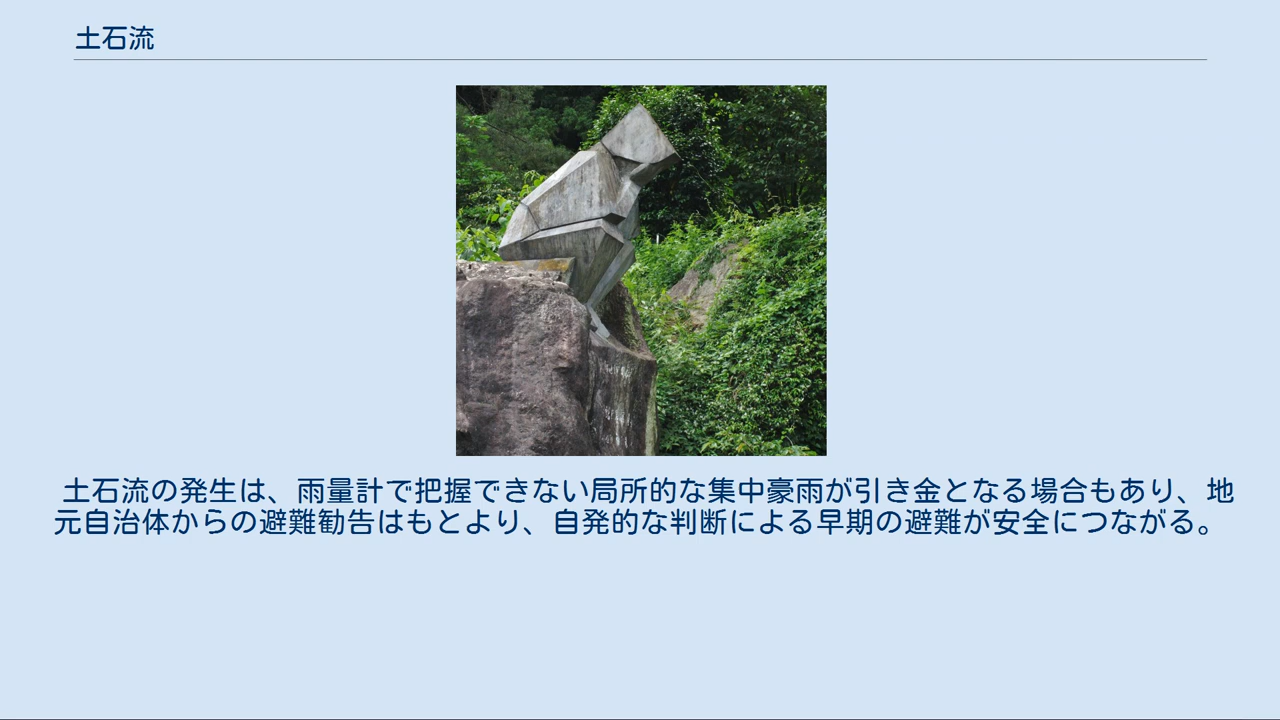 土石流
土石流の発生は、雨量計で把握できない局所的な集中豪雨が引き金となる場合もあり、地
元自治体からの避難勧告はもとより、自発的な判断による早期の避難が安全につながる。